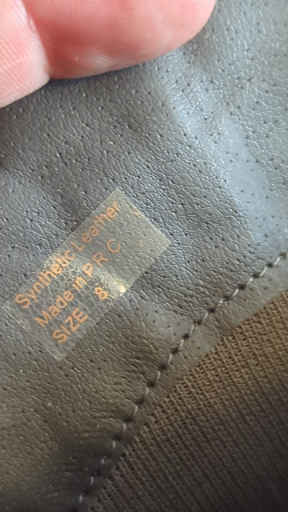 Synthetic Leather
Made in P R C
SIZE 8